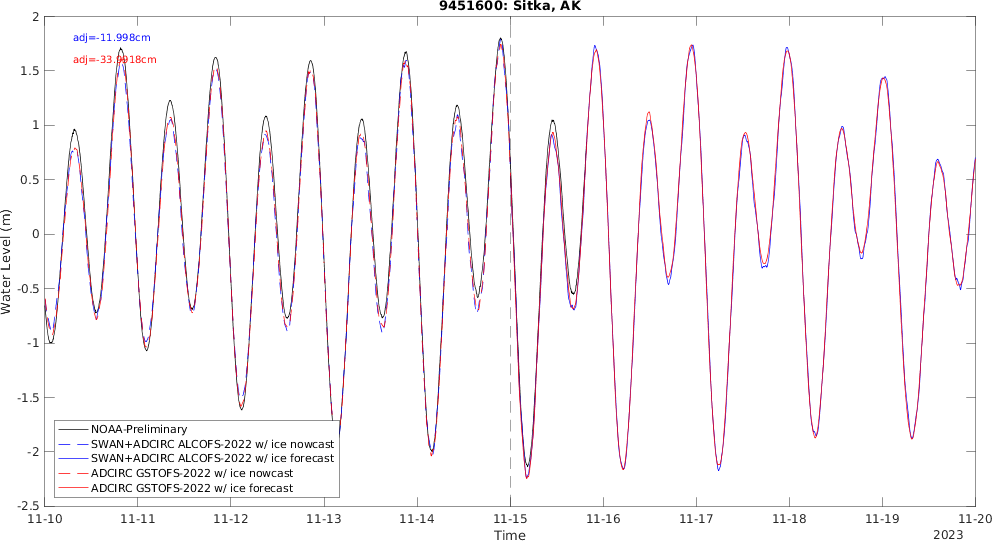 9451600: Sitka, AK
adj=-11.998cm
adj=-33.9918cm
Water Level (m)
2
1.5
1
0.5
0
-0.5
-1
-1.5
-2
-2.5
NOAA-Preliminary
SWAN+ADCIRC ALCOFS-2022 w/ ice nowcast
SWAN+ADCIRC ALCOFS-2022 w/ ice forecast
ADCIRC GSTOFS-2022 w/ ice nowcast
ADCIRC GSTOFS-2022 w/ ice forecast
11-10 11-11 11-12 11-13 11-14 11-15 11-16 11-17 11-18 11-19 11-20
Time
2023